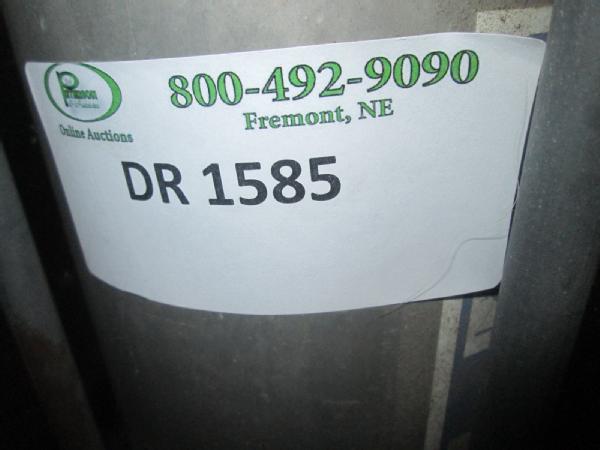 800-492-9090
Fremont, NE
Online Auctions
DR 1585